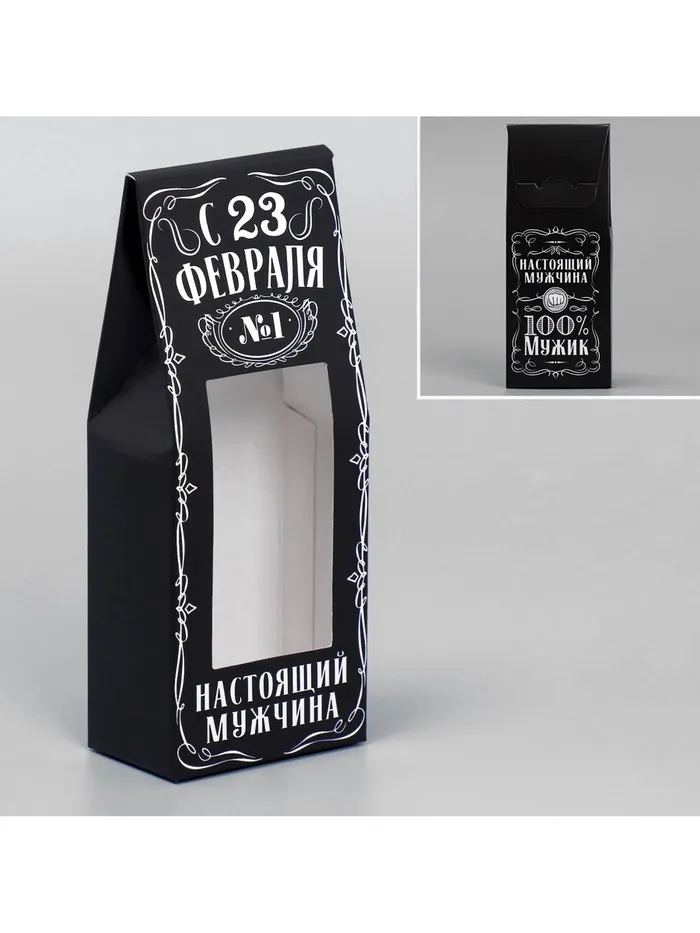 С 23
ФЕВРАЛЯ
№1
НАСТОЯЩИЙ
МУЖЧИНА
НАСТОЯЩИЙ
МУЖЧИНА
100%
МУЖИК